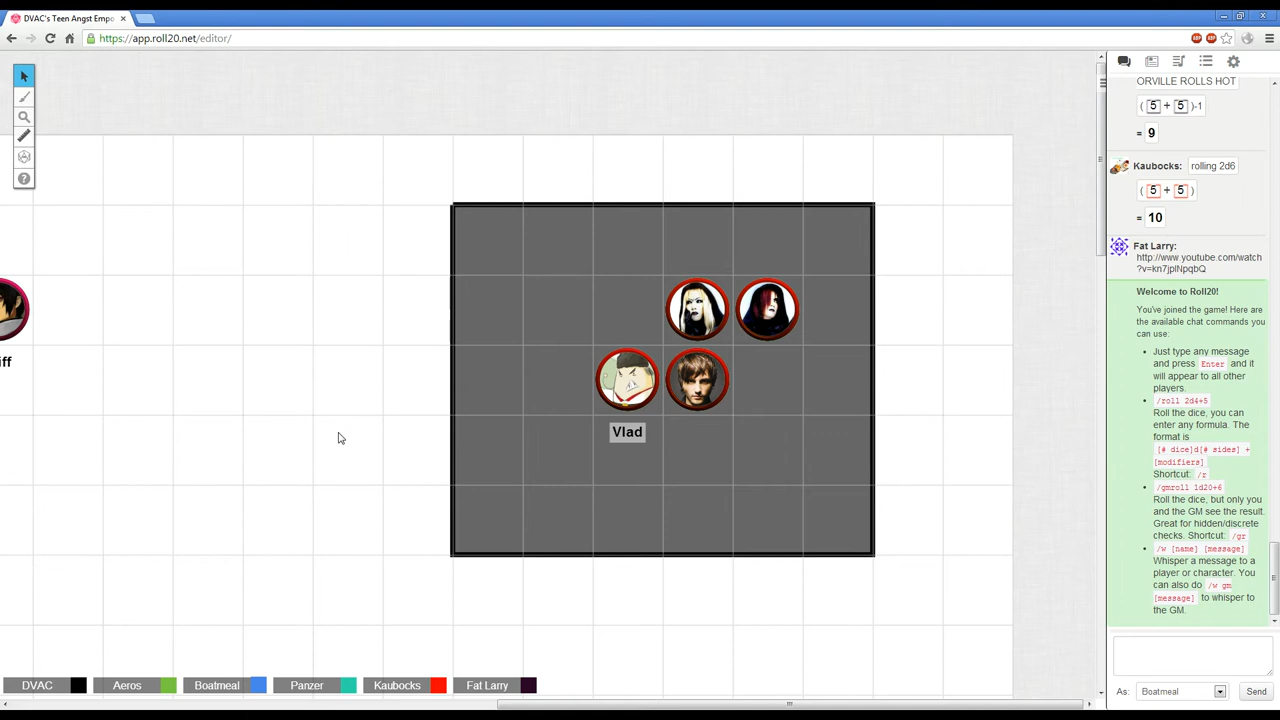 DVAC's Teen Angst Empo
https://app.roll20.net/editor/
ORVILLE ROLLS HOT
( 5 + 5 )-1
= 9
Kaubocks: rolling 2d6
( 5 + 5 )
= 10
Fat Larry:
http://www.youtube.com/watch
?v=kn7jplNpqbQ
Welcome to Roll20!
You've joined the game! Here are
the available chat commands you
can use:
• Just type any message
and press Enter and it
will appear to all other
players.
• /roll 2d4+5
Roll the dice, you can
enter any formula. The
format is
[# dice]d[# sides] +
[modifiers]
Shortcut: /r
• /gmroll 1d20+6
Roll the dice, but only you
and the GM see the result.
Great for hidden/discrete
checks. Shortcut: /gr
• /w [name] [message]
Whisper a message to a
player or character. You
can also do /w gm
[message] to whisper to
the GM.
iff
Vlad
DVAC Aeros Boatmeal Panzer Kaubocks Fat Larry
As: Boatmeal Send